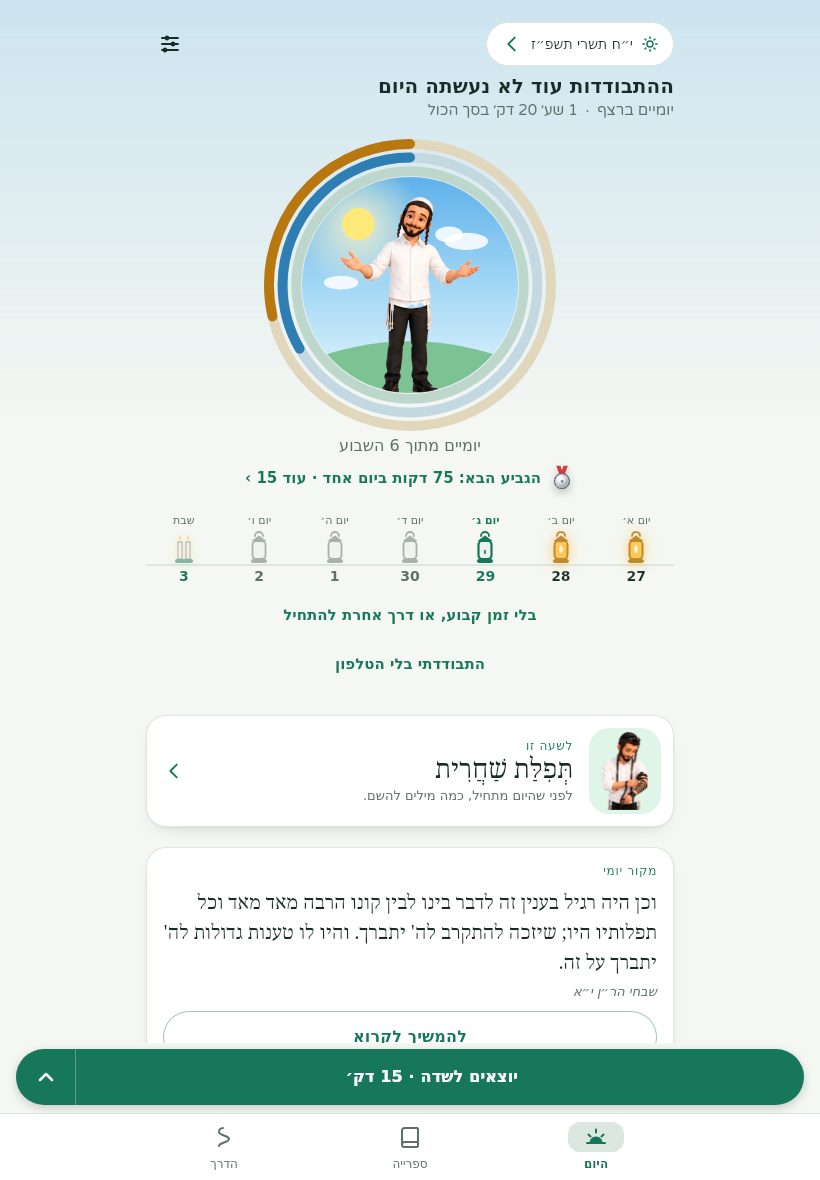 י״ח תשרי תשפ״ז
ההתבודדות עוד לא נעשתה היום
יומיים ברצף · 1 שע׳ 20 דק׳ בסך הכול
יומיים מתוך 6 השבוע
הגביע הבא: 75 דקות ביום אחד · עוד 15 ›
יום א׳ יום ב׳ יום ג׳ יום ד׳ יום ה׳ יום ו׳ שבת
27 28 29 30 1 2 3
בלי זמן קבוע, או דרך אחרת להתחיל
התבודדתי בלי הטלפון
לשעה זו
תְּפִלַּת שַׁחֲרִית
לפני שהיום מתחיל, כמה מילים להשם.
מקור יומי
וכן היה רגיל בענין זה לדבר בינו לבין קונו הרבה מאד מאד וכל
תפלותיו היו; שיזכה להתקרב לה' יתברך. והיו לו טענות גדולות לה'
יתברך על זה.
שבחי הר״ן י״א
להמשיך לקרוא
יוצאים לשדה · 15 דק׳
היום ספרייה הדרך